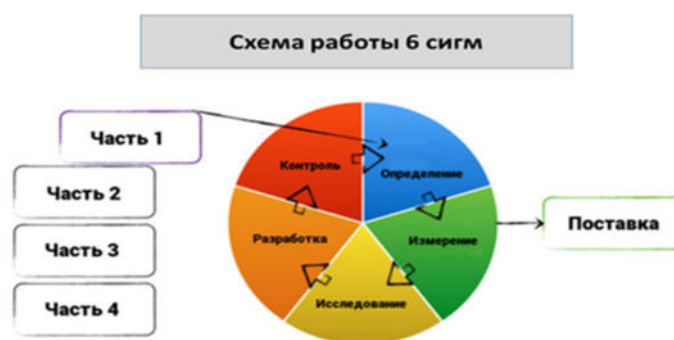 Схема работы 6 сигм
Часть 1
Часть 2
Часть 3
Часть 4
Контроль
Определение
Разработка
Измерение
Исследование
Поставка